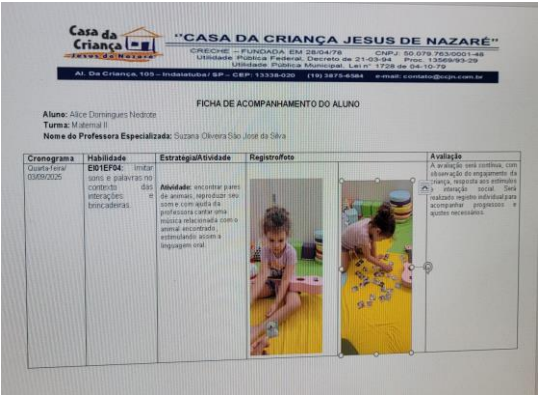 Casa da
Criança
Jesus de Nazaré
"CASA DA CRIANÇA JESUS DE NAZARÉ"
CRECHE – FUNDADA EM 28/04/78 CNPJ: 50.079.763/0001-48
Utilidade Pública Federal, Decreto de 21-03-94 Proc. 13569/93-29
Utilidade Pública Municipal, Lei n° 1728 de 04-10-79
Al. Da Criança, 105 – Indaiatuba/ SP – CEP: 13338-020 (19) 3875-6584 e-mail: contato@ccjn.com.br
FICHA DE ACOMPANHAMENTO DO ALUNO
Aluno: Alice Domingues Nedrote
Turma: Maternal II
Nome do Professora Especializada: Suzana Oliveira São José da Silva
Cronograma Habilidade Estratégia/Atividade Registro/foto Avaliação
Quarta-feira/
03/09/2025
EI01EF04: Imitar
sons e palavras no
contexto das
interações e
brincadeiras.
Atividade: encontrar pares
de animais, reproduzir seu
som e com ajuda da
professora cantar uma
música relacionada com o
animal encontrado,
estimulando assim a
linguagem oral.
A avaliação será contínua, com
observação do engajamento da
criança, resposta aos estímulos
e interação social. Será
realizado registro individual para
acompanhar progressos e
ajustes necessários.